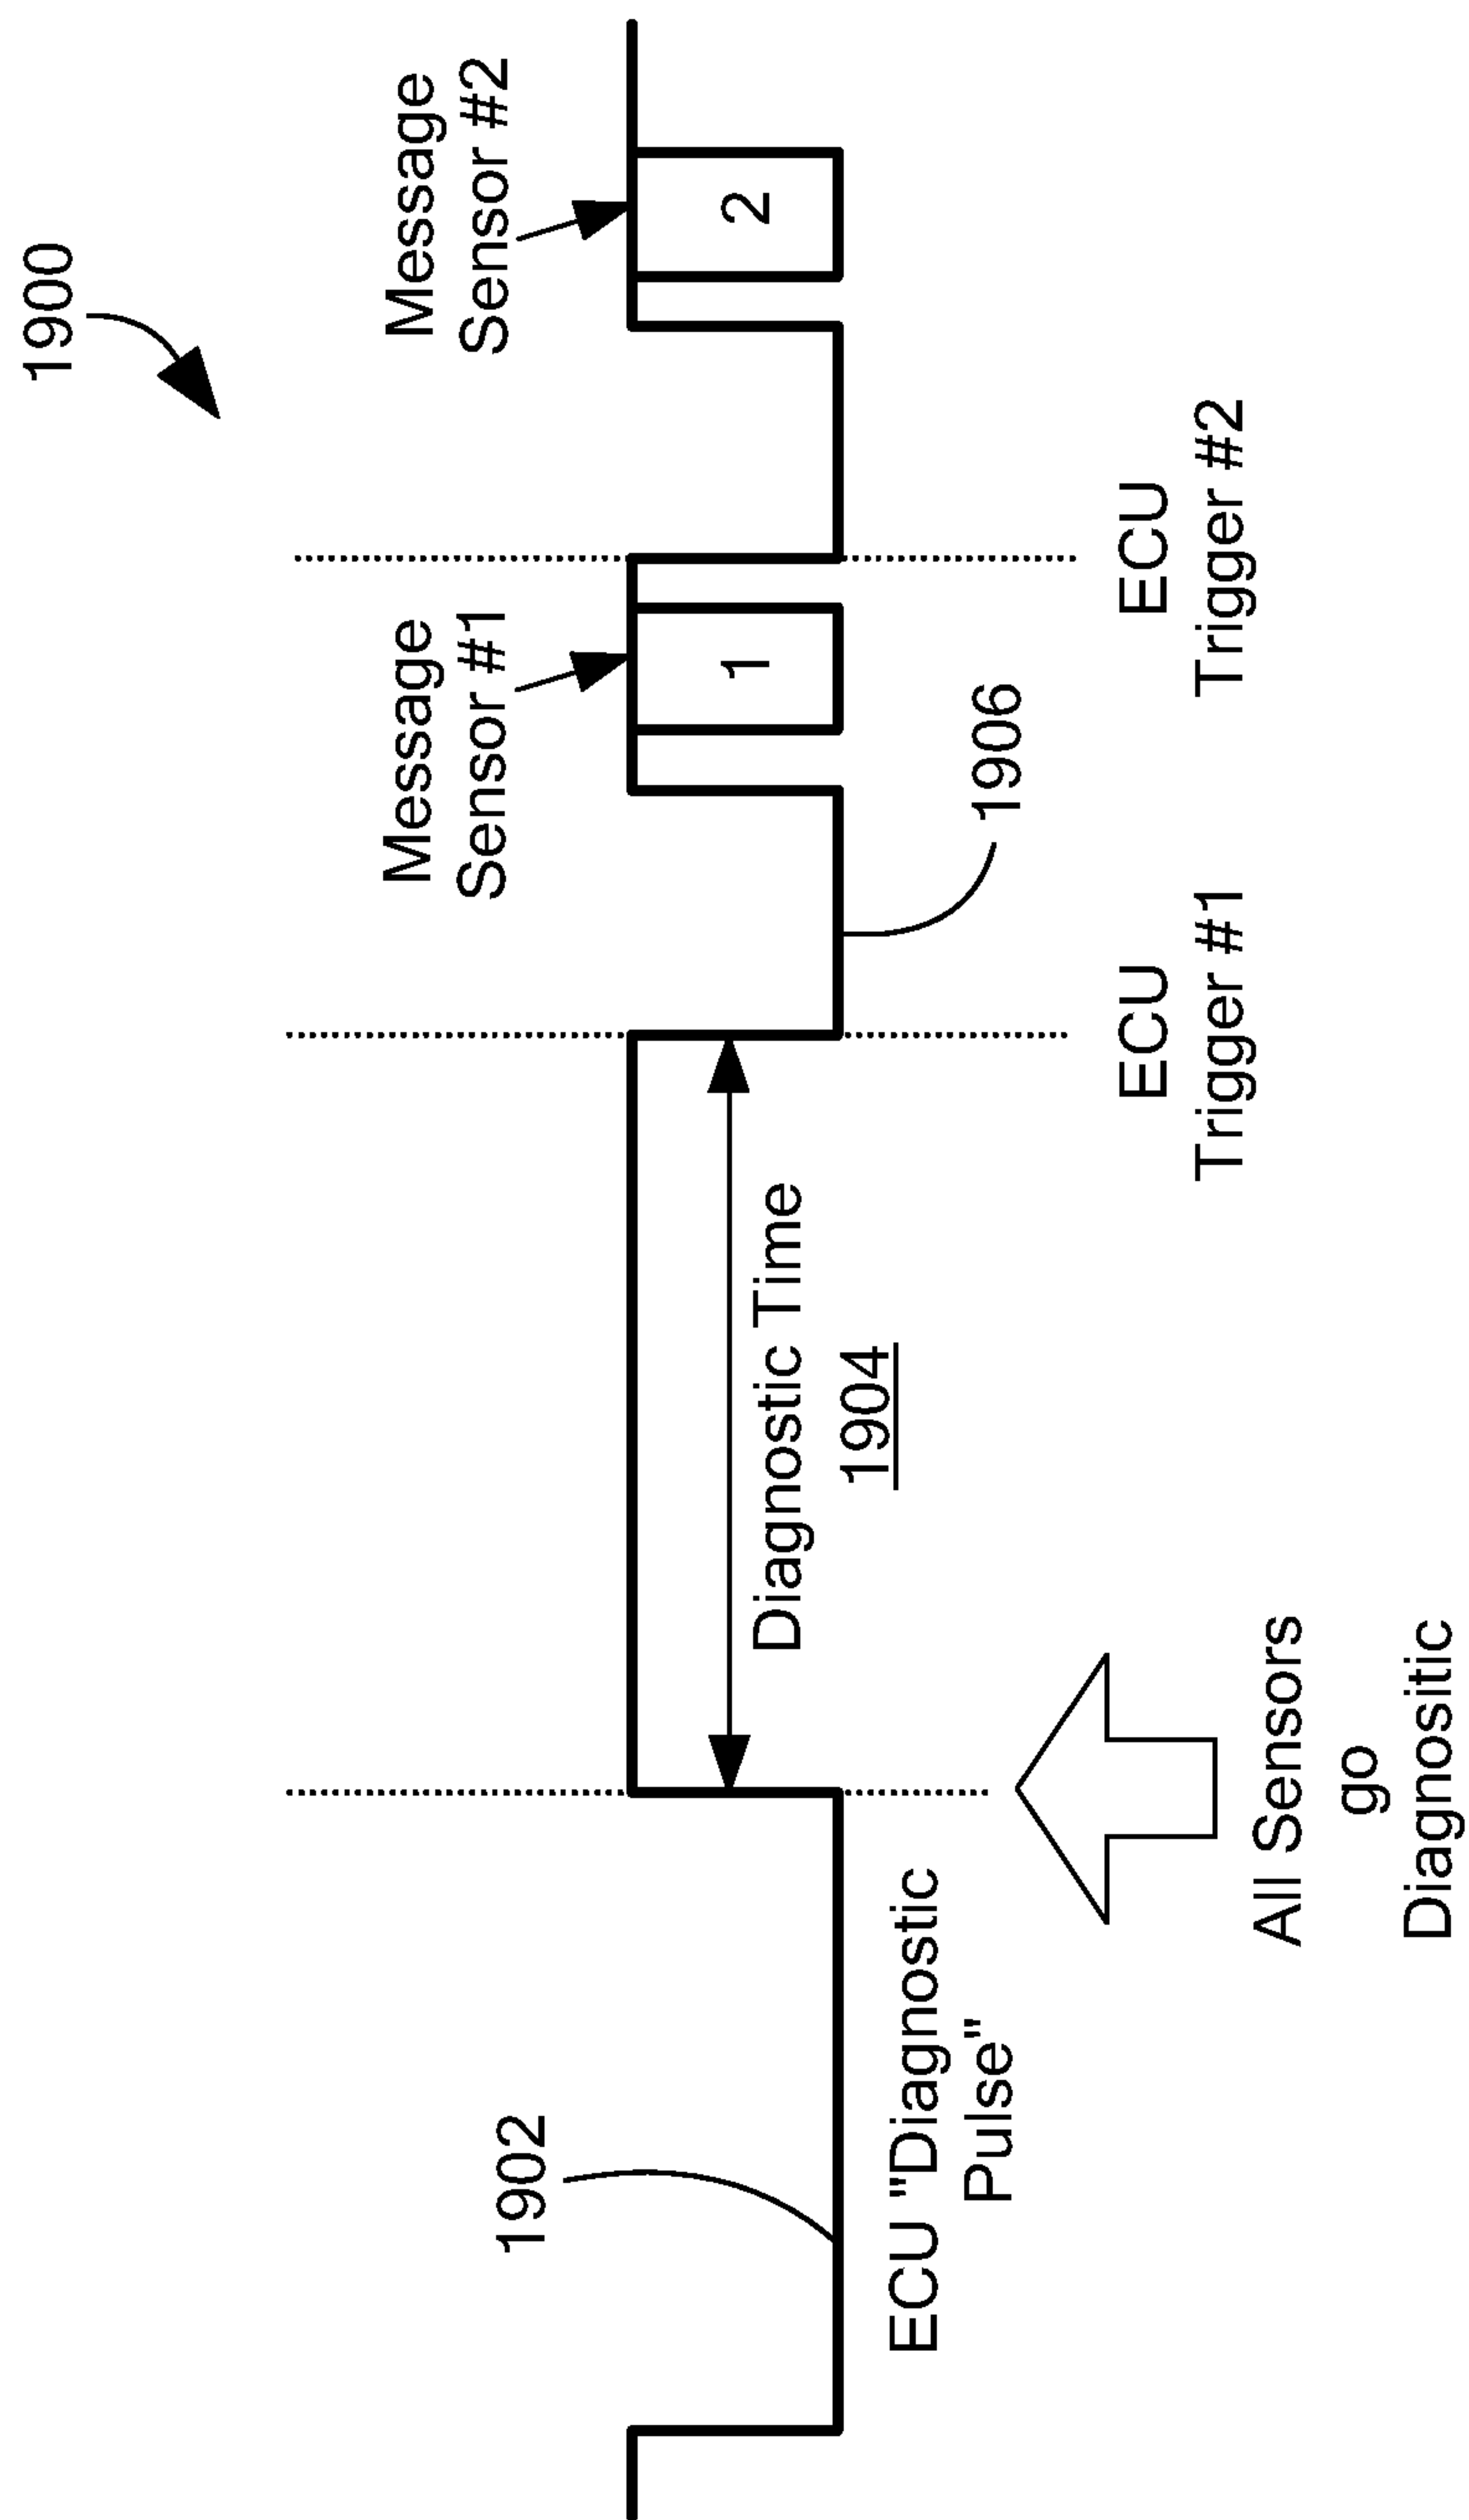 1900
Message
Sensor #1
Message
Sensor #2
1902
1
2
Diagnostic Time
1904
ECU "Diagnostic
Pulse"
1906
ECU
Trigger #1
ECU
Trigger #2
All Sensors
go
Diagnositic